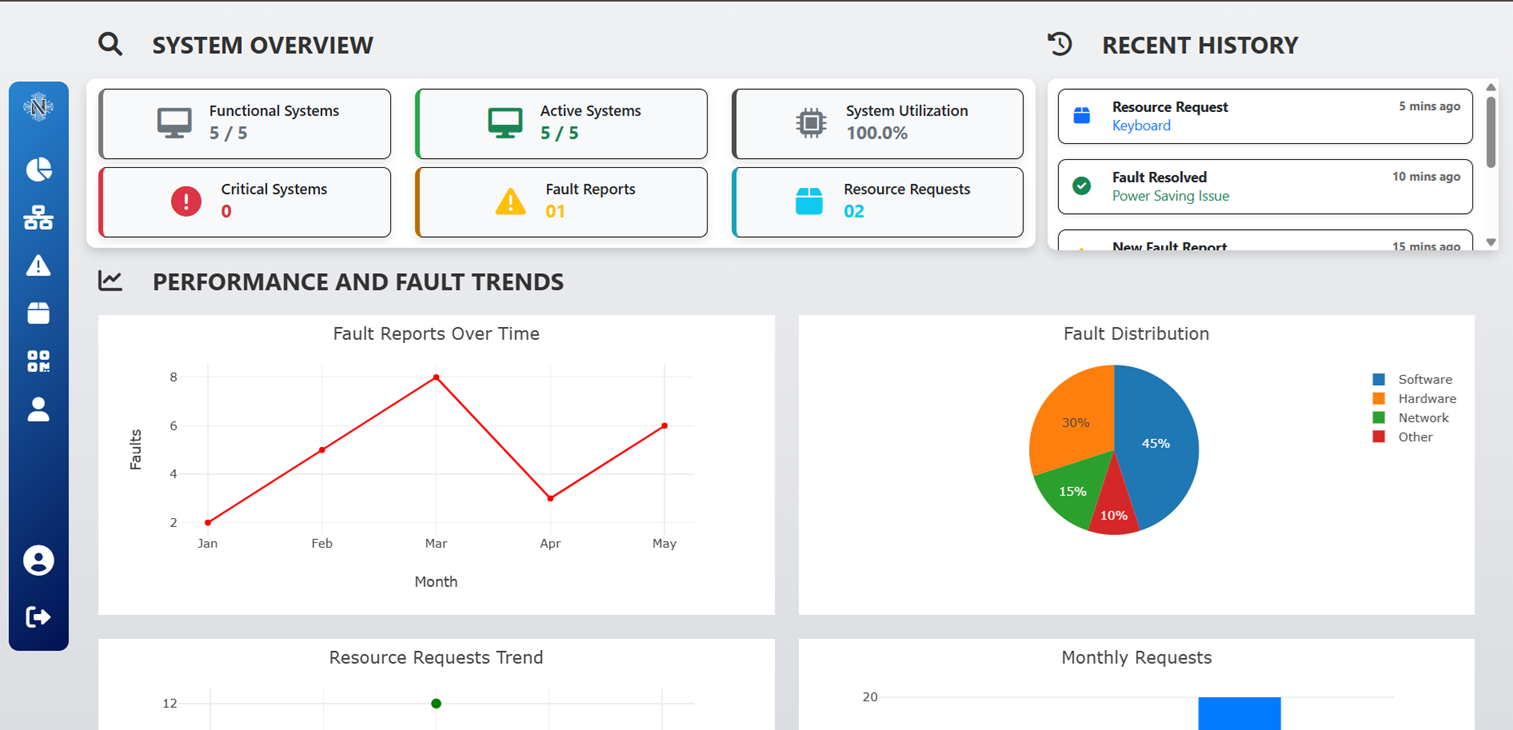 SYSTEM OVERVIEW
RECENT HISTORY
N
Functional Systems
5 / 5
Active Systems
5 / 5
System Utilization
100.0%
Critical Systems
0
Fault Reports
01
Resource Requests
02
Resource Request
5 mins ago
Keyboard
Fault Resolved
10 mins ago
Power Saving Issue
New Fault Report
15 mins ago
PERFORMANCE AND FAULT TRENDS
Fault Reports Over Time
8
6
4
2
Faults
Jan Feb Mar Apr May
Month
Fault Distribution
45%
30%
15%
10%
Software
Hardware
Network
Other
Resource Requests Trend
12
Monthly Requests
20